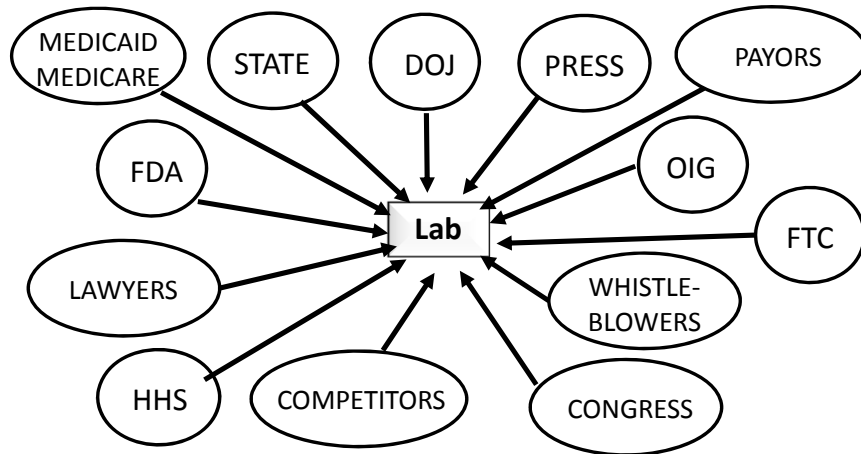 MEDICAID
MEDICARE
STATE
DOJ
PRESS
PAYORS
FDA
OIG
Lab
FTC
LAWYERS
WHISTLE-
BLOWERS
HHS
COMPETITORS
CONGRESS